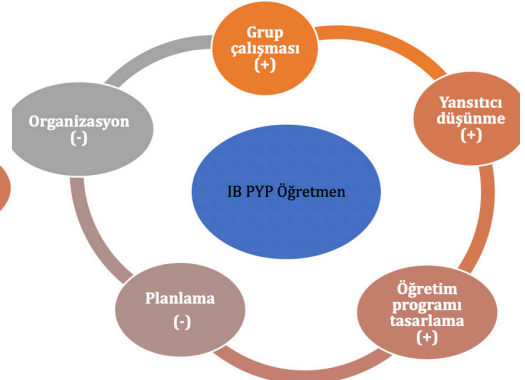 Grup
çalışması
(+)
Yansıtıcı
düşünme
(+)
Öğretim
programı
tasarlama
(+)
Planlama
(-)
Organizasyon
(-)
IB PYP Öğretmen